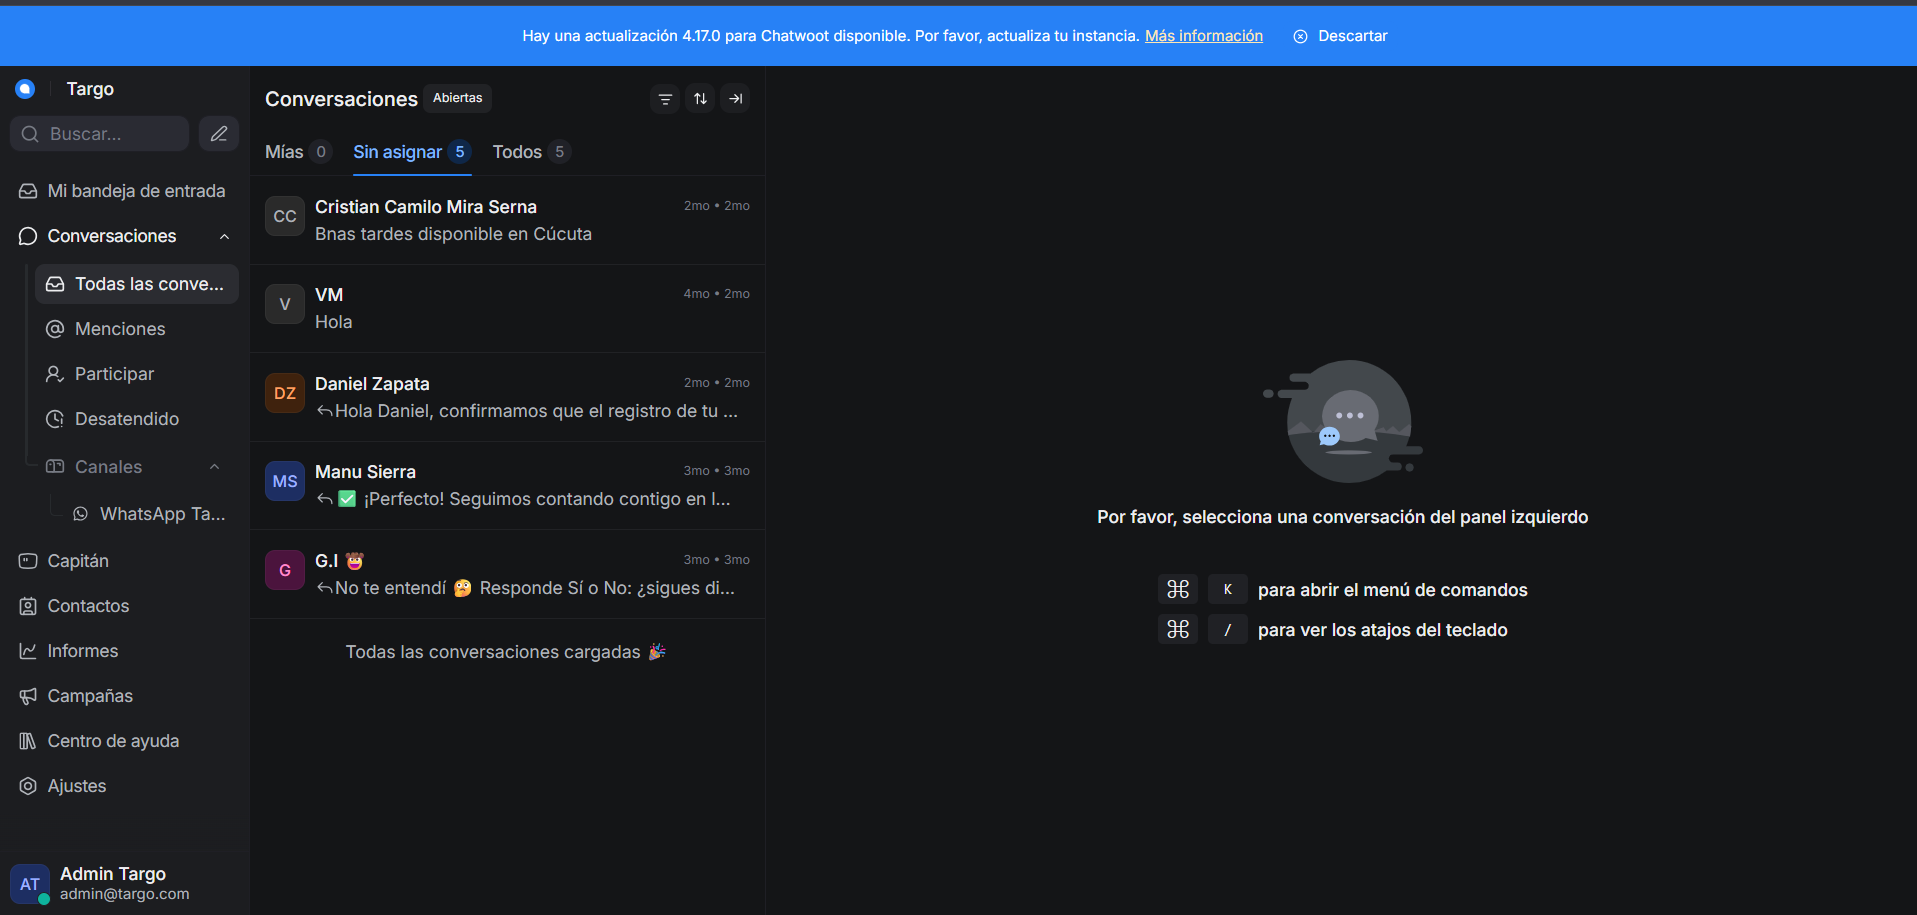 Hay una actualización 4.17.0 para Chatwoot disponible. Por favor, actualiza tu instancia. Más información Descartar
Targo
Buscar...
Mi bandeja de entrada
Conversaciones
Todas las conve...
Menciones
Participar
Desatendido
Canales
WhatsApp Ta...
Capitán
Contactos
Informes
Campañas
Centro de ayuda
Ajustes
AT
Admin Targo
admin@targo.com
Conversaciones Abiertas
Mías 0 Sin asignar 5 Todos 5
CC
Cristian Camilo Mira Serna 2mo • 2mo
Bnas tardes disponible en Cúcuta
V
VM 4mo • 2mo
Hola
DZ
Daniel Zapata 2mo • 2mo
Hola Daniel, confirmamos que el registro de tu ...
MS
Manu Sierra 3mo • 3mo
✅ ¡Perfecto! Seguimos contando contigo en l...
G
G.I 🤠 3mo • 3mo
No te entendí 🤔 Responde Sí o No: ¿sigues di...
Todas las conversaciones cargadas 🎉
Por favor, selecciona una conversación del panel izquierdo
⌘ K para abrir el menú de comandos
⌘ / para ver los atajos del teclado